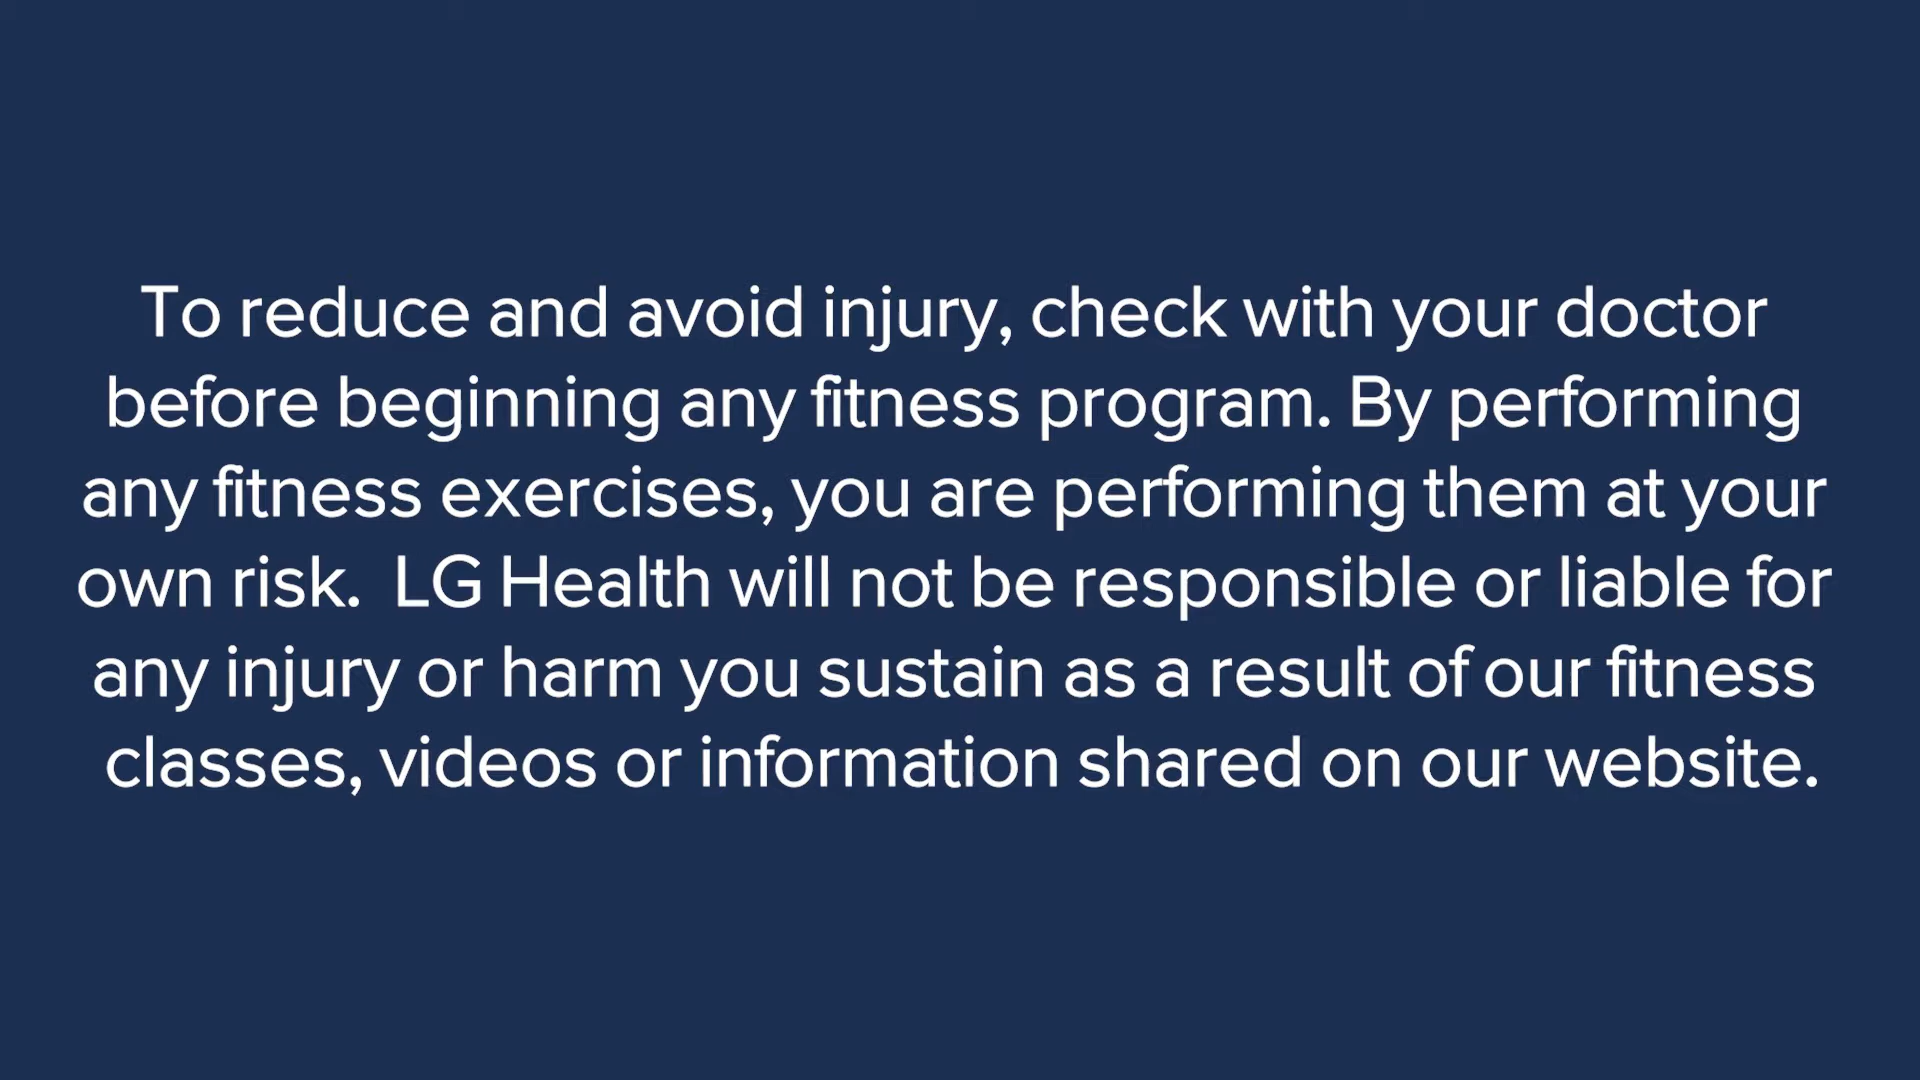 To reduce and avoid injury, check with your doctor
before beginning any fitness program. By performing
any fitness exercises, you are performing them at your
own risk.  LG Health will not be responsible or liable for
any injury or harm you sustain as a result of our fitness
classes, videos or information shared on our website.